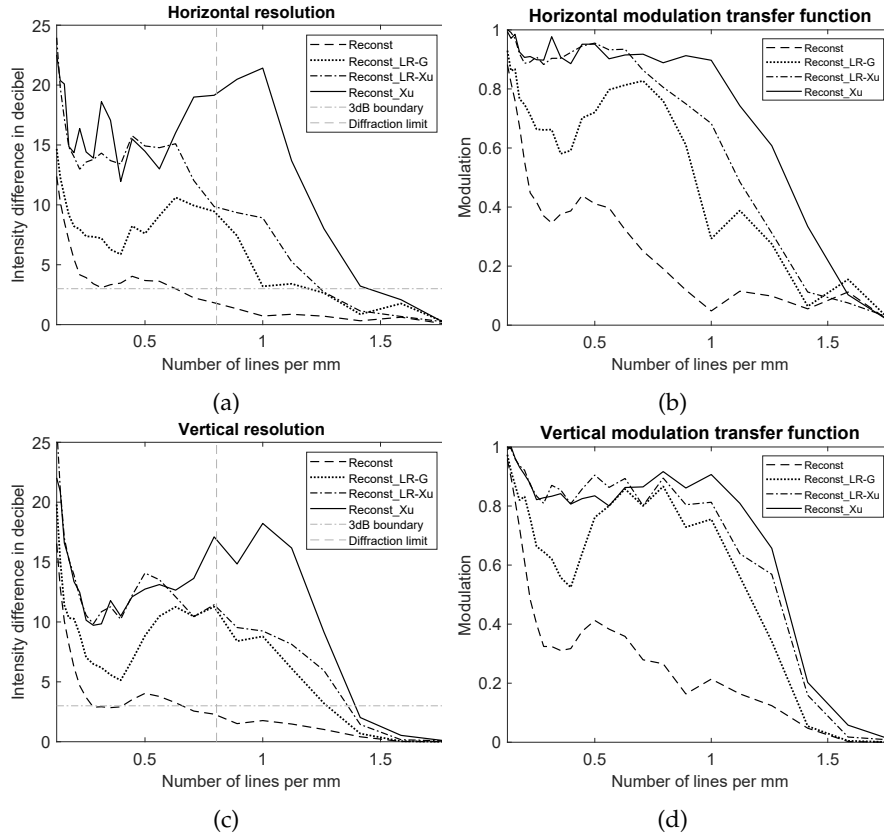 Horizontal resolution
Intensity difference in decibel
25
20
15
10
5
3
0
0.5
1
1.5
Number of lines per mm
Reconst
Reconst_LR-G
Reconst_LR-Xu
Reconst_Xu
3dB boundary
Diffraction limit
(a)
Horizontal modulation transfer function
Modulation
1
0.8
0.6
0.4
0.2
0
0.5
1
1.5
Number of lines per mm
Reconst
Reconst_LR-G
Reconst_LR-Xu
Reconst_Xu
(b)
Vertical resolution
Intensity difference in decibel
25
20
15
10
5
3
0
0.5
1
1.5
Number of lines per mm
Reconst
Reconst_LR-G
Reconst_LR-Xu
Reconst_Xu
3dB boundary
Diffraction limit
(c)
Vertical modulation transfer function
Modulation
1
0.8
0.6
0.4
0.2
0
0.5
1
1.5
Number of lines per mm
Reconst
Reconst_LR-G
Reconst_LR-Xu
Reconst_Xu
(d)